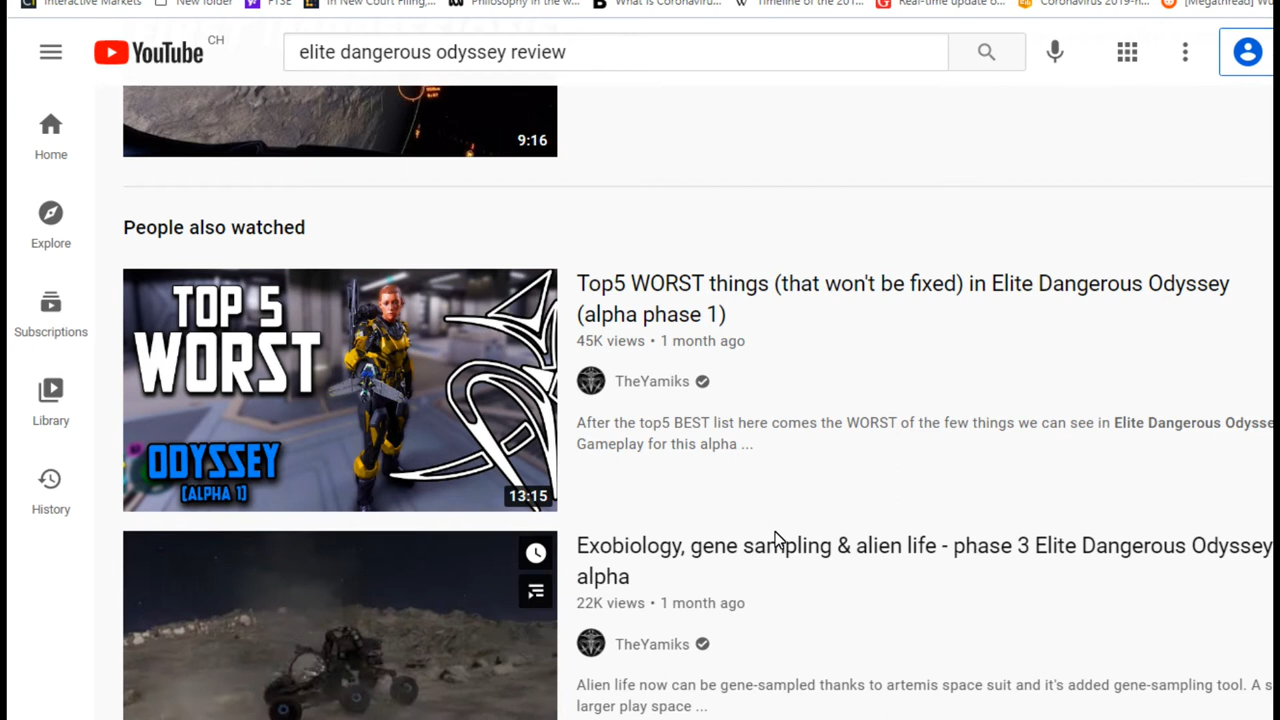 Interactive Markets New folder FTSE In New Court Filing,... Philosophy in the w... What is Coronaviru... Timeline of the 201... Real-time update o... Coronavirus 2019-n...
YouTube CH
elite dangerous odyssey review
Home
Explore
Subscriptions
Library
History
9:16
People also watched
TOP 5
WORST
ODYSSEY
[ALPHA 1]
13:15
Top5 WORST things (that won't be fixed) in Elite Dangerous Odyssey
(alpha phase 1)
45K views • 1 month ago
TheYamiks
After the top5 BEST list here comes the WORST of the few things we can see in Elite Dangerous Odysse
Gameplay for this alpha ...
Exobiology, gene sampling & alien life - phase 3 Elite Dangerous Odyssey
alpha
22K views • 1 month ago
TheYamiks
Alien life now can be gene-sampled thanks to artemis space suit and it's added gene-sampling tool. A s
larger play space ...